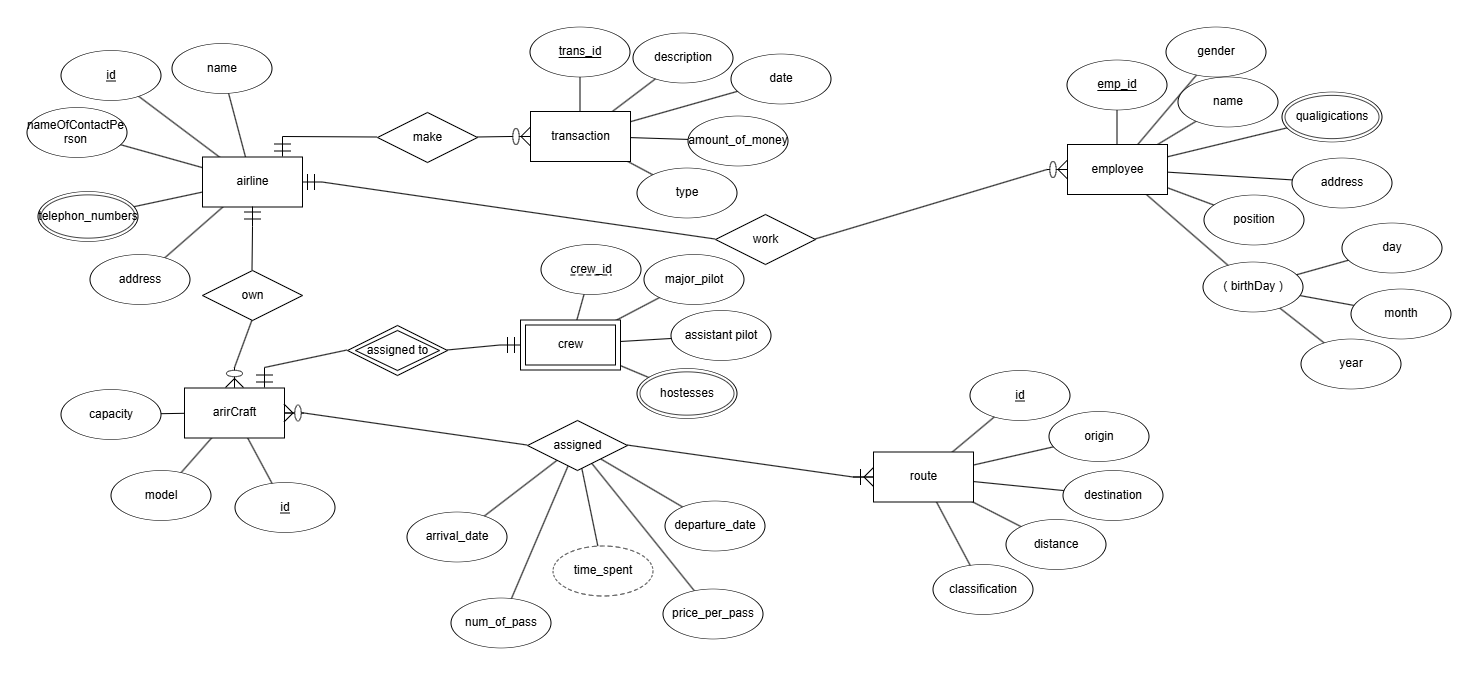 id
name
nameOfContactPe
rson
telephon_numbers
address
airline
make
trans_id
description
date
amount_of_money
type
transaction
work
emp_id
gender
name
qualigications
address
position
( birthDay )
day
month
year
employee
own
assigned to
crew_id
major_pilot
assistant pilot
hostesses
crew
capacity
arirCraft
model
id
assigned
arrival_date
num_of_pass
time_spent
price_per_pass
departure_date
route
id
origin
destination
distance
classification